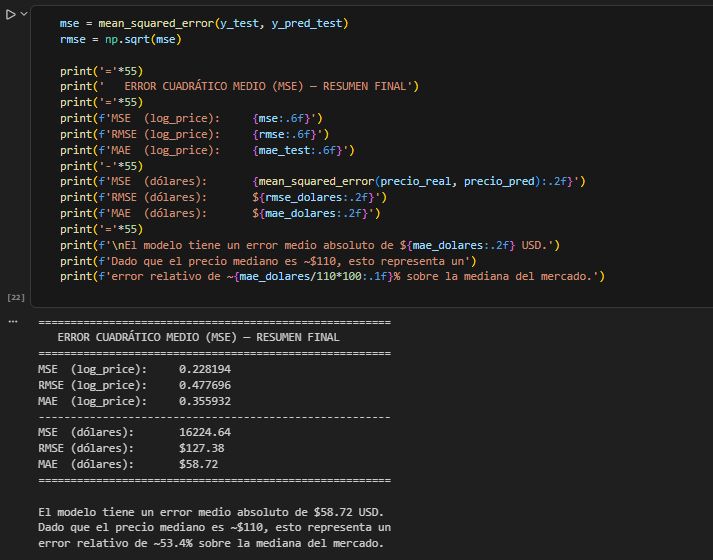 mse = mean_squared_error(y_test, y_pred_test)
rmse = np.sqrt(mse)
print('='*55)
print('   ERROR CUADRÁTICO MEDIO (MSE) — RESUMEN FINAL')
print('='*55)
print(f'MSE  (log_price):     {mse:.6f}')
print(f'RMSE (log_price):     {rmse:.6f}')
print(f'MAE  (log_price):     {mae_test:.6f}')
print('-'*55)
print(f'MSE  (dólares):       {mean_squared_error(precio_real, precio_pred):.2f}')
print(f'RMSE (dólares):       ${rmse_dolares:.2f}')
print(f'MAE  (dólares):       ${mae_dolares:.2f}')
print('='*55)
print(f'\nEl modelo tiene un error medio absoluto de ${mae_dolares:.2f} USD.')
print(f'Dado que el precio mediano es ~$110, esto representa un')
print(f'error relativo de ~{mae_dolares/110*100:.1f}% sobre la mediana del mercado.')
[22]
...
=======================================================
   ERROR CUADRÁTICO MEDIO (MSE) — RESUMEN FINAL
=======================================================
MSE  (log_price):     0.228194
RMSE (log_price):     0.477696
MAE  (log_price):     0.355932
-------------------------------------------------------
MSE  (dólares):       16224.64
RMSE (dólares):       $127.38
MAE  (dólares):       $58.72
=======================================================
El modelo tiene un error medio absoluto de $58.72 USD.
Dado que el precio mediano es ~$110, esto representa un
error relativo de ~53.4% sobre la mediana del mercado.